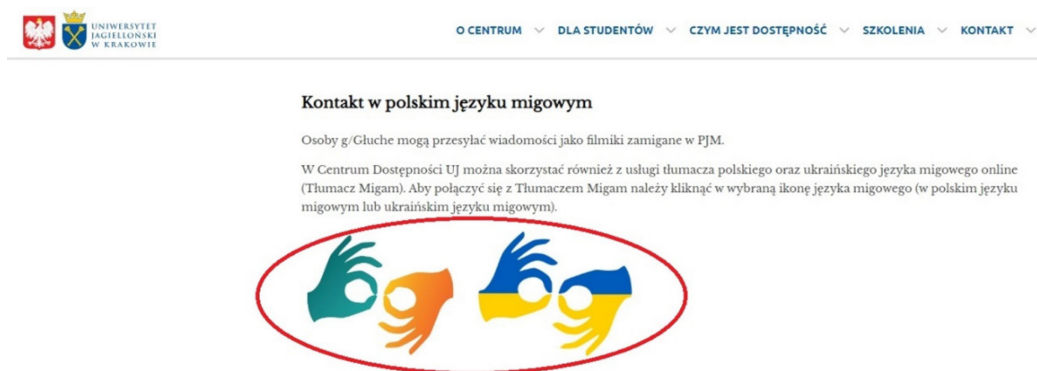 UNIWERSYTET
JAGIELLOŃSKI
W KRAKOWIE
O CENTRUM DLA STUDENTÓW CZYM JEST DOSTĘPNOŚĆ SZKOLENIA KONTAKT
Kontakt w polskim języku migowym
Osoby g/Głuche mogą przesyłać wiadomości jako filmiki zamigane w PJM.
W Centrum Dostępności UJ można skorzystać również z usługi tłumacza polskiego oraz ukraińskiego języka migowego online
(Tłumacz Migam). Aby połączyć się z Tłumaczem Migam należy kliknąć w wybraną ikonę języka migowego (w polskim języku
migowym lub ukraińskim języku migowym).